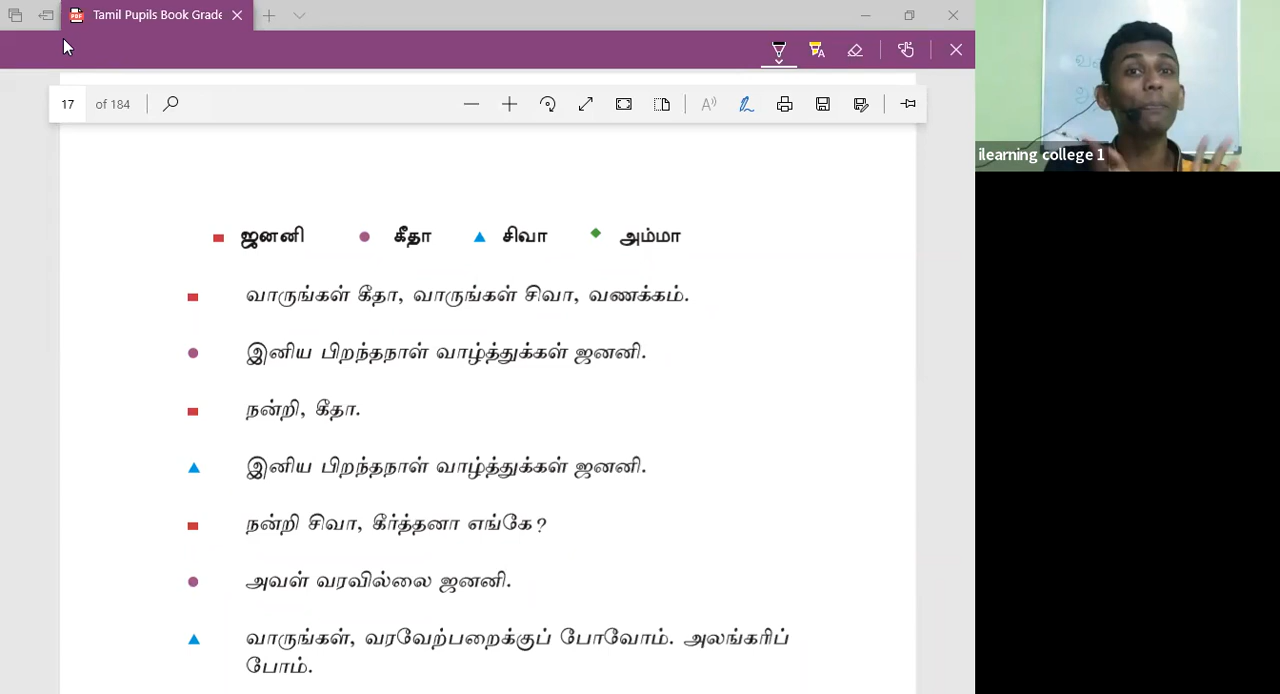 Tamil Pupils Book Grade
17 of 184
ஜனனி கீதா சிவா அம்மா
வாருங்கள் கீதா, வாருங்கள் சிவா, வணக்கம்.
இனிய பிறந்தநாள் வாழ்த்துக்கள் ஜனனி.
நன்றி, கீதா.
இனிய பிறந்தநாள் வாழ்த்துக்கள் ஜனனி.
நன்றி சிவா, கீர்த்தனா எங்கே?
அவள் வரவில்லை ஜனனி.
வாருங்கள், வரவேற்பறைக்குப் போவோம். அலங்கரிப்
போம்.
ilearning college 1